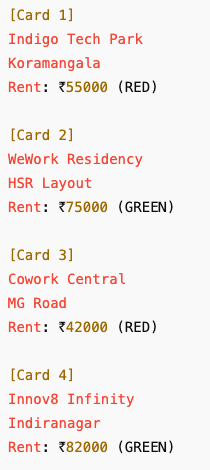 [Card 1]
Indigo Tech Park
Koramangala
Rent: ₹55000 (RED)
[Card 2]
WeWork Residency
HSR Layout
Rent: ₹75000 (GREEN)
[Card 3]
Cowork Central
MG Road
Rent: ₹42000 (RED)
[Card 4]
Innov8 Infinity
Indiranagar
Rent: ₹82000 (GREEN)